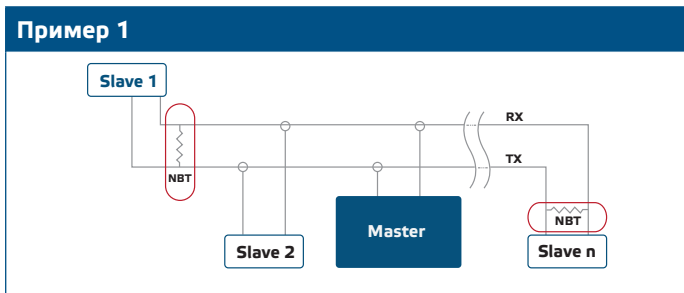 Пример 1
Slave 1
RX
TX
NBT
NBT
Master
Slave 2
Slave n